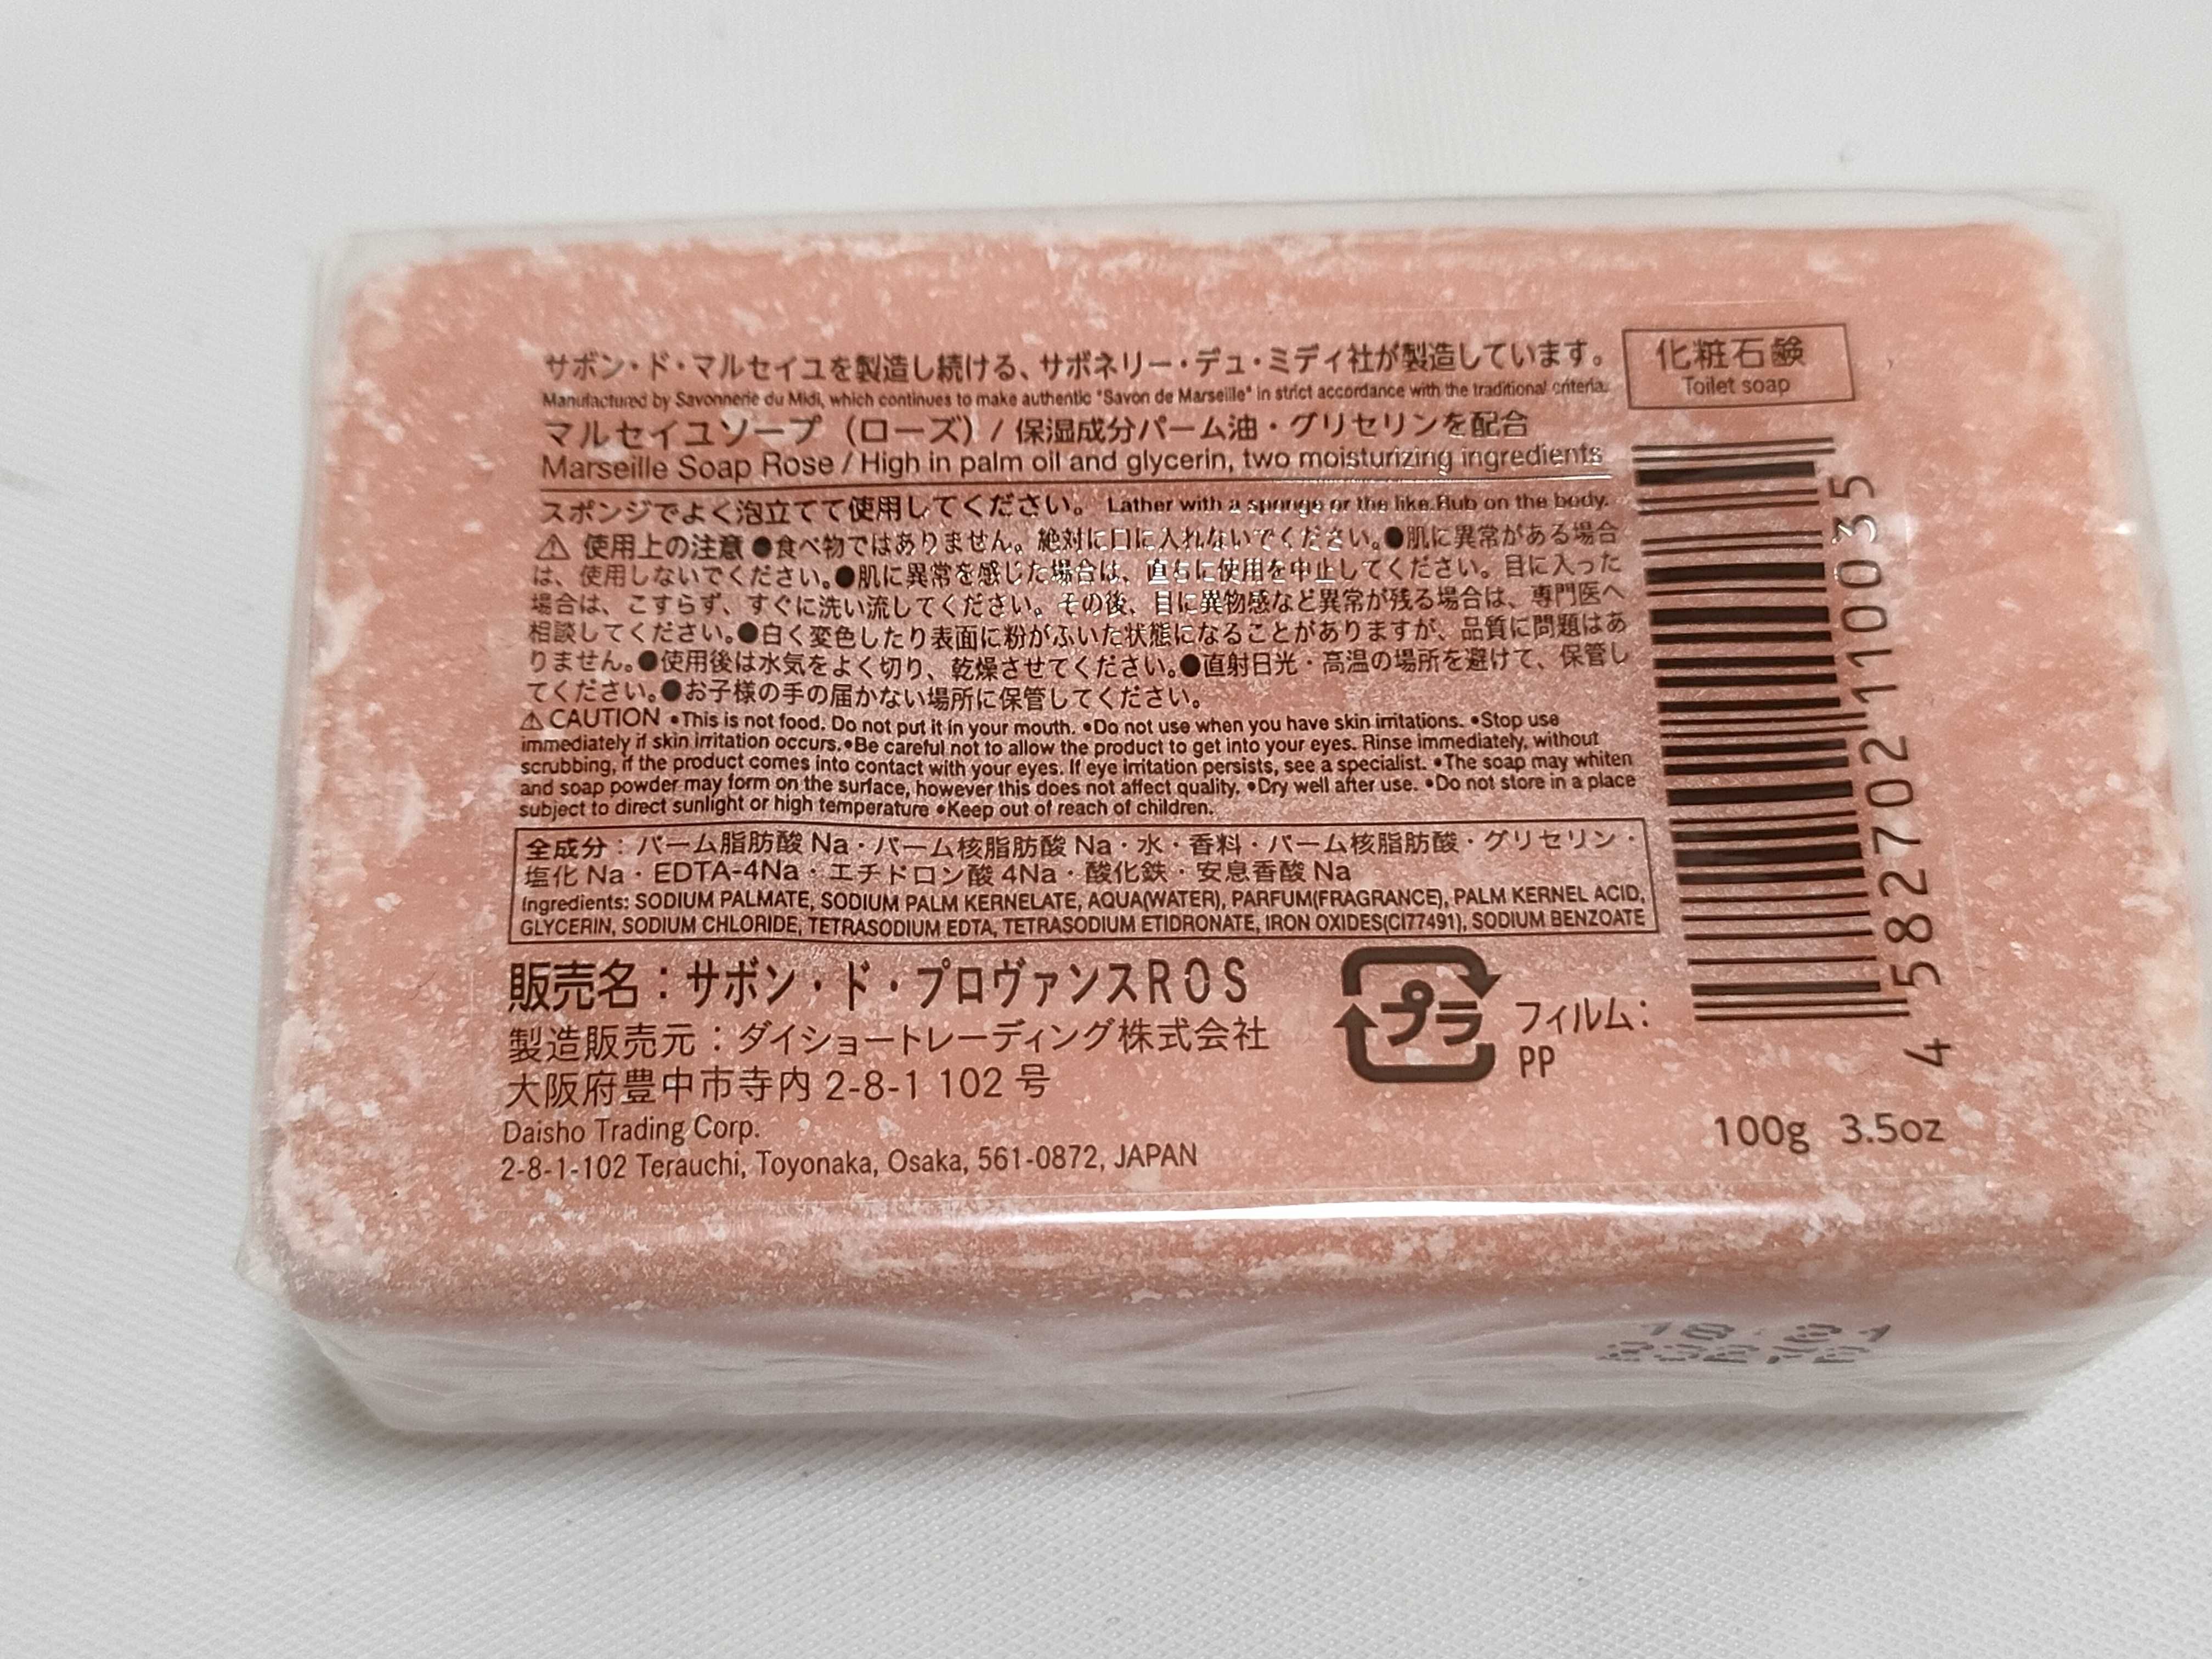 サボン・ド・マルセイユを製造し続ける、サボネリー・デュ・ミディ社が製造しています。
Manufactured by Savonnerie du Midi, which continues to make authentic "Savon de Marseille" in strict accordance with the traditional criteria.
化粧石鹸
Toilet soap
マルセイユソープ（ローズ）/ 保湿成分パーム油・グリセリンを配合
Marseille Soap Rose / High in palm oil and glycerin, two moisturizing ingredients
スポンジでよく泡立てて使用してください。 Lather with a sponge or the like.Rub on the body.
⚠ 使用上の注意 ●食べ物ではありません。絶対に口に入れないでください。●肌に異常がある場合
は、使用しないでください。●肌に異常を感じた場合は、直ちに使用を中止してください。目に入った
場合は、こすらず、すぐに洗い流してください。その後、目に異物感など異常が残る場合は、専門医へ
相談してください。●白く変色したり表面に粉がふいた状態になることがありますが、品質に問題はあ
りません。●使用後は水気をよく切り、乾燥させてください。●直射日光・高温の場所を避けて、保管し
てください。●お子様の手の届かない場所に保管してください。
⚠ CAUTION •This is not food. Do not put it in your mouth. •Do not use when you have skin irritations. •Stop use
immediately if skin irritation occurs.•Be careful not to allow the product to get into your eyes. Rinse immediately, without
scrubbing, if the product comes into contact with your eyes. If eye irritation persists, see a specialist. •The soap may whiten
and soap powder may form on the surface, however this does not affect quality. •Dry well after use. •Do not store in a place
subject to direct sunlight or high temperature •Keep out of reach of children.
全成分：パーム脂肪酸 Na・パーム核脂肪酸 Na・水・香料・パーム核脂肪酸・グリセリン・
塩化 Na・EDTA-4Na・エチドロン酸 4Na・酸化鉄・安息香酸 Na
Ingredients: SODIUM PALMATE, SODIUM PALM KERNELATE, AQUA(WATER), PARFUM(FRAGRANCE), PALM KERNEL ACID,
GLYCERIN, SODIUM CHLORIDE, TETRASODIUM EDTA, TETRASODIUM ETIDRONATE, IRON OXIDES(CI77491), SODIUM BENZOATE
販売名：サボン・ド・プロヴァンスROS
製造販売元：ダイショートレーディング株式会社
大阪府豊中市寺内 2-8-1 102 号
Daisho Trading Corp.
2-8-1-102 Terauchi, Toyonaka, Osaka, 561-0872, JAPAN
プラ
フィルム：
PP
4 582702 110035
100g 3.5oz